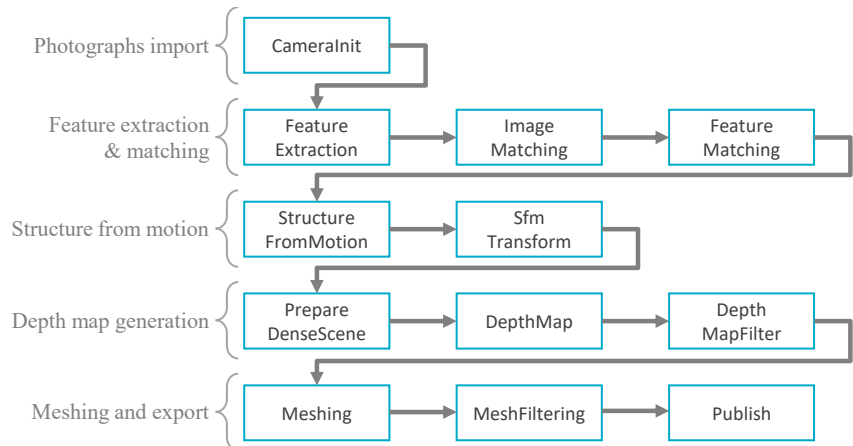 Photographs import
CameraInit
Feature extraction
& matching
Feature
Extraction
Image
Matching
Feature
Matching
Structure from motion
Structure
FromMotion
Sfm
Transform
Depth map generation
Prepare
DenseScene
DepthMap
Depth
MapFilter
Meshing and export
Meshing
MeshFiltering
Publish